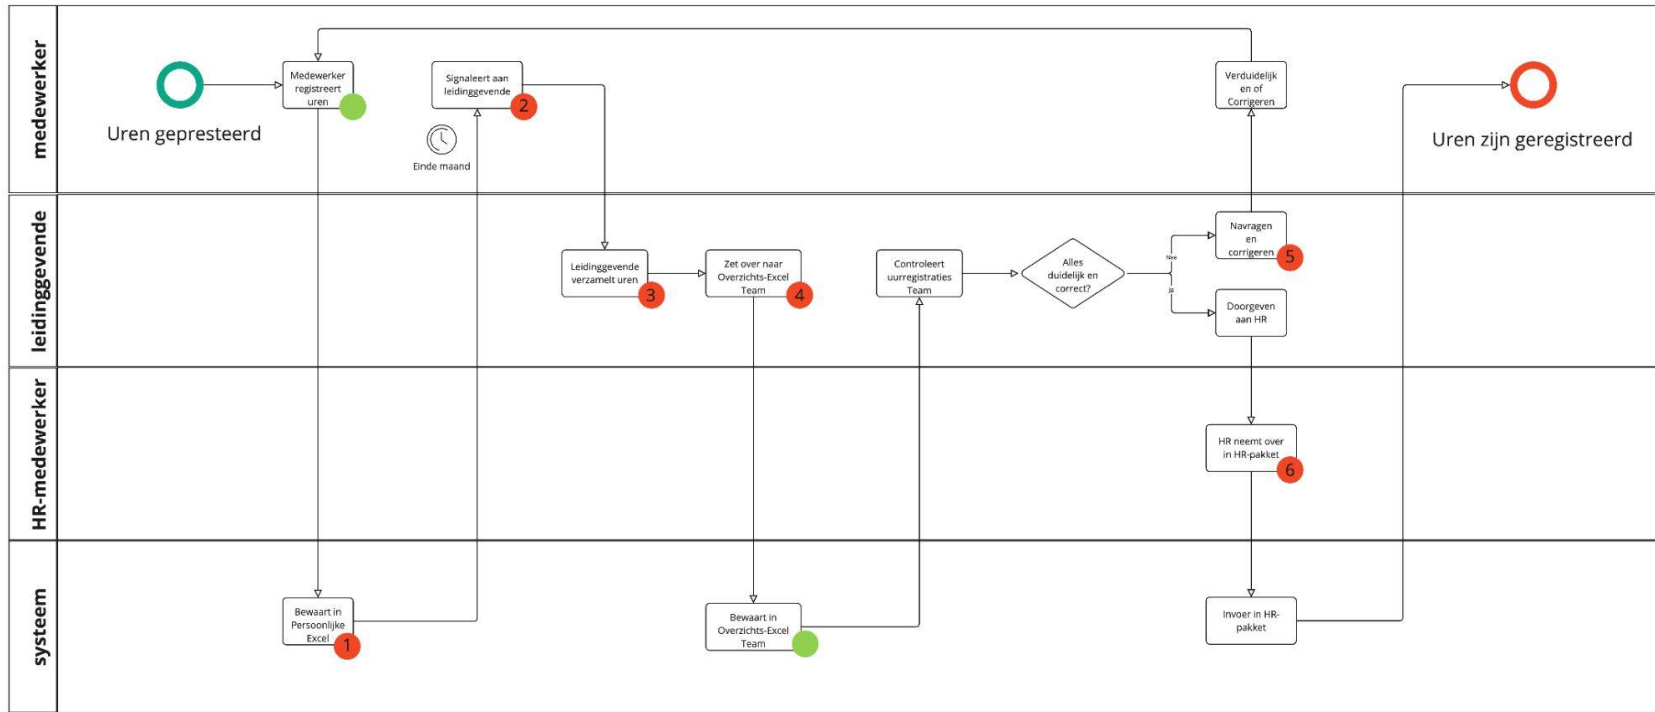 medewerker
Uren gepresteerd
Medewerker
registreert
uren
Signaleert aan
leidinggevende
2
Einde maand
Verduidelijk
en of
Corrigeren
Uren zijn geregistreerd
leidinggevende
Leidinggevende
verzamelt uren
3
Zet over naar
Overzichts-Excel
Team
4
Controleert
uurregistraties
Team
Alles
duidelijk en
correct?
Nee
Ja
Navragen
en
corrigeren
5
Doorgeven
aan HR
HR-medewerker
HR neemt over
in HR-pakket
6
systeem
Bewaart in
Persoonlijke
Excel
1
Bewaart in
Overzichts-Excel
Team
Invoer in HR-
pakket